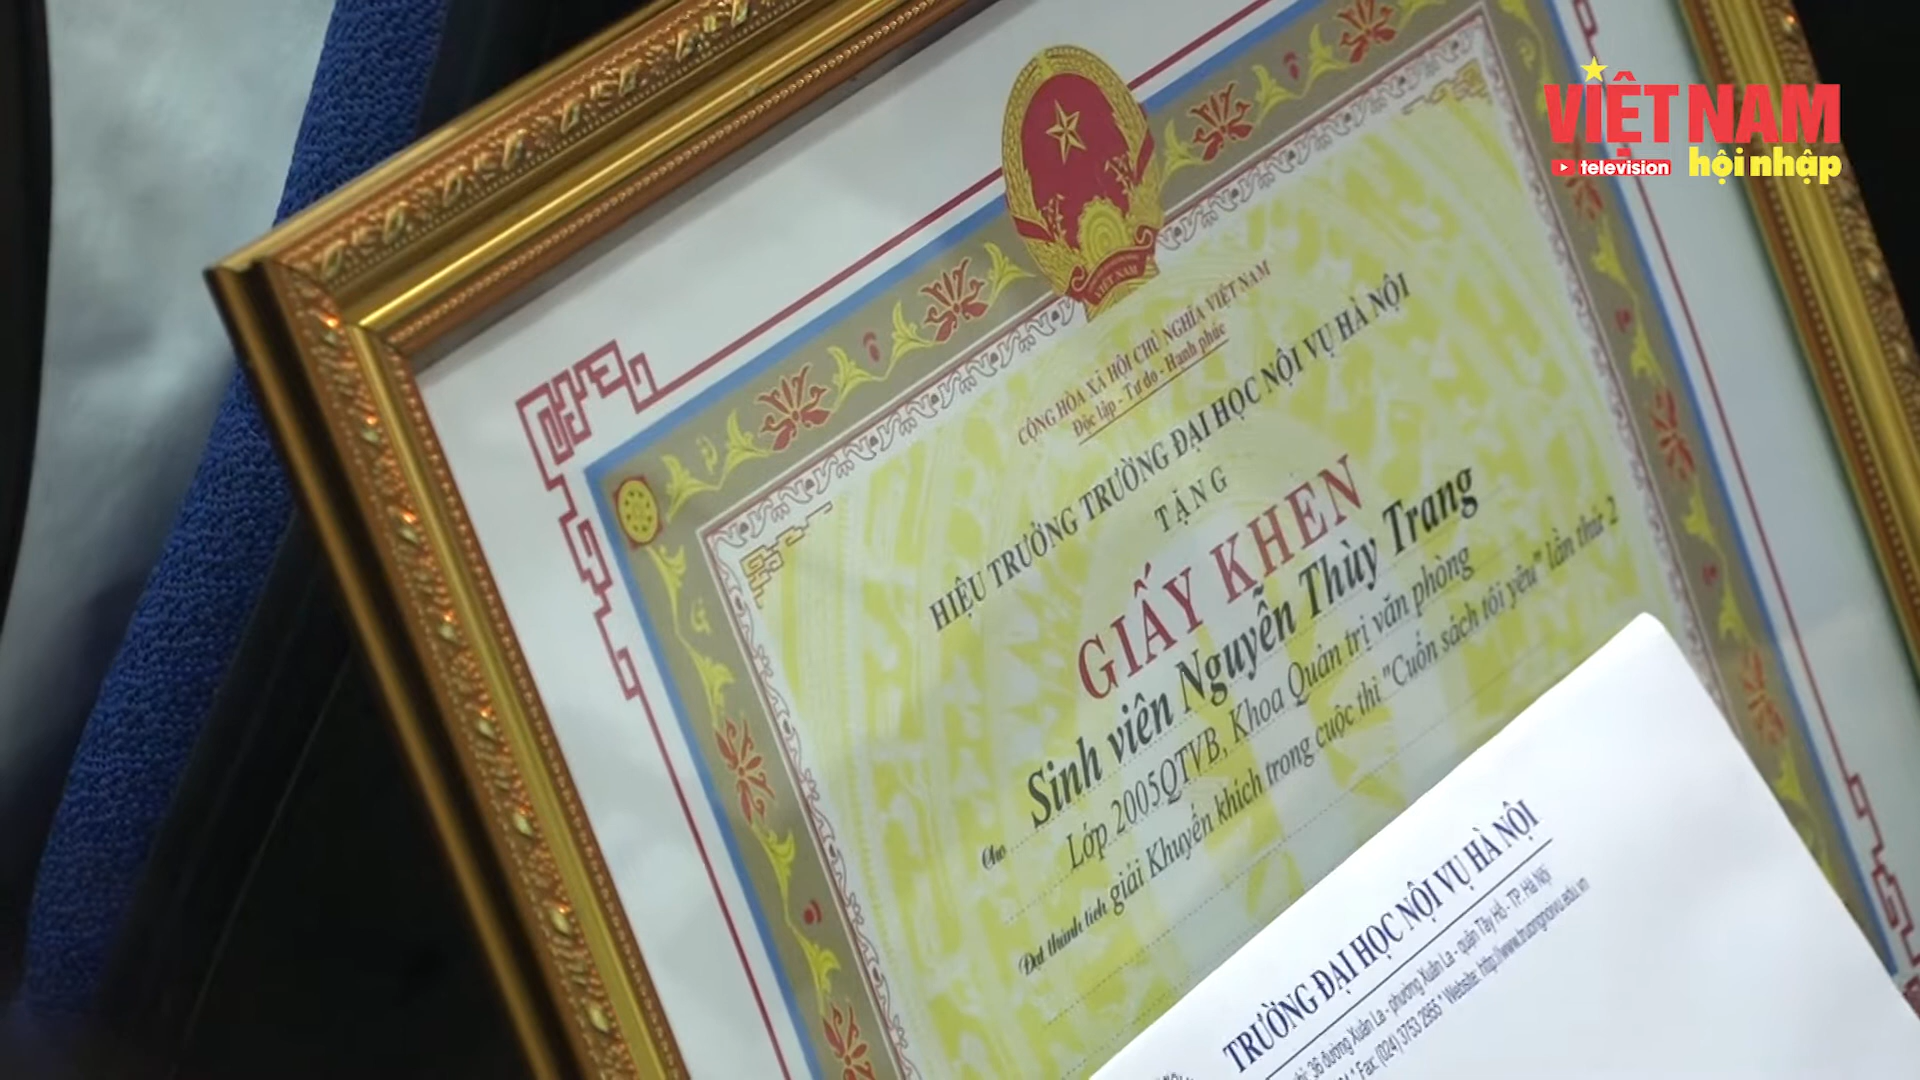 VIỆT NAM
television hội nhập
VIỆT NAM
CỘNG HÒA XÃ HỘI CHỦ NGHĨA VIỆT NAM
Độc lập - Tự do - Hạnh phúc
HIỆU TRƯỞNG TRƯỜNG ĐẠI HỌC NỘI VỤ HÀ NỘI
TẶNG
GIẤY KHEN
Cho Sinh viên Nguyễn Thùy Trang
Lớp 2005QTVB, Khoa Quản trị văn phòng
Đạt thành tích giải Khuyến khích trong cuộc thi "Cuốn sách tôi yêu" lần thứ 2
TRƯỜNG ĐẠI HỌC NỘI VỤ HÀ NỘI
36 đường Xuân La - phường Xuân La - quận Tây Hồ - TP. Hà Nội
* Fax: (024) 3753 2955 * Website: http://www.truongnoivu.edu.vn